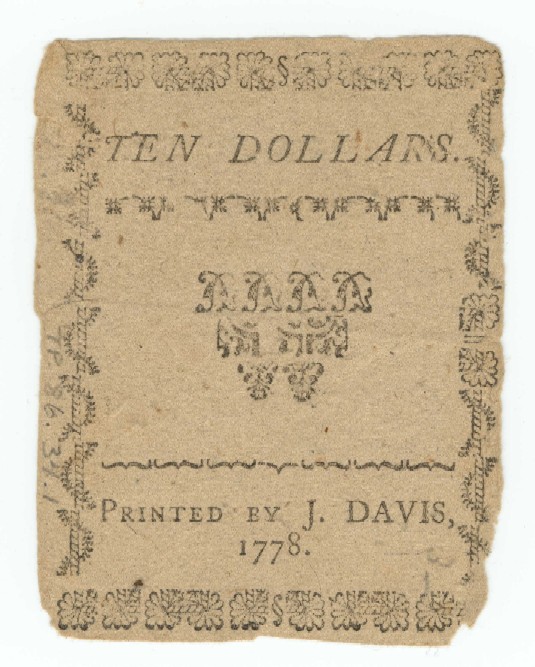 TEN DOLLARS.
PRINTED BY J. DAVIS,
1778.